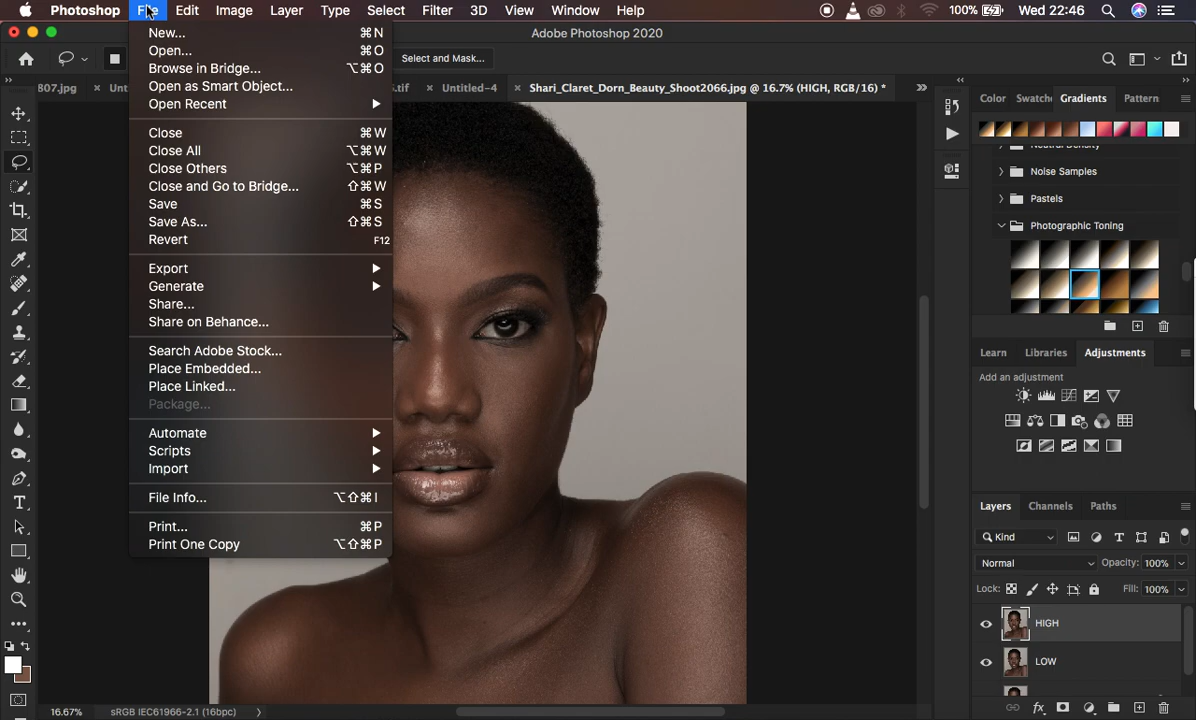 Photoshop File Edit Image Layer Type Select Filter 3D View Window Help 100% Wed 22:46
Adobe Photoshop 2020
Select and Mask...
807.jpg × × Untitled-4 × Shari_Claret_Dorn_Beauty_Shoot2066.jpg @ 16.7% (HIGH, RGB/16) *
New... ⌘N
Open... ⌘O
Browse in Bridge... ⌥⌘O
Open as Smart Object...
Open Recent
Close ⌘W
Close All ⌥⌘W
Close Others ⌥⌘P
Close and Go to Bridge... ⇧⌘W
Save ⌘S
Save As... ⇧⌘S
Revert F12
Export
Generate
Share...
Share on Behance...
Search Adobe Stock...
Place Embedded...
Place Linked...
Package...
Automate
Scripts
Import
File Info... ⌥⇧⌘I
Print... ⌘P
Print One Copy ⌥⇧⌘P
Color Swatche Gradients Pattern
Neutral Density
Noise Samples
Pastels
Photographic Toning
Learn Libraries Adjustments
Add an adjustment
Layers Channels Paths
Kind
Normal Opacity: 100%
Lock: Fill: 100%
HIGH
LOW
16.67% sRGB IEC61966-2.1 (16bpc)